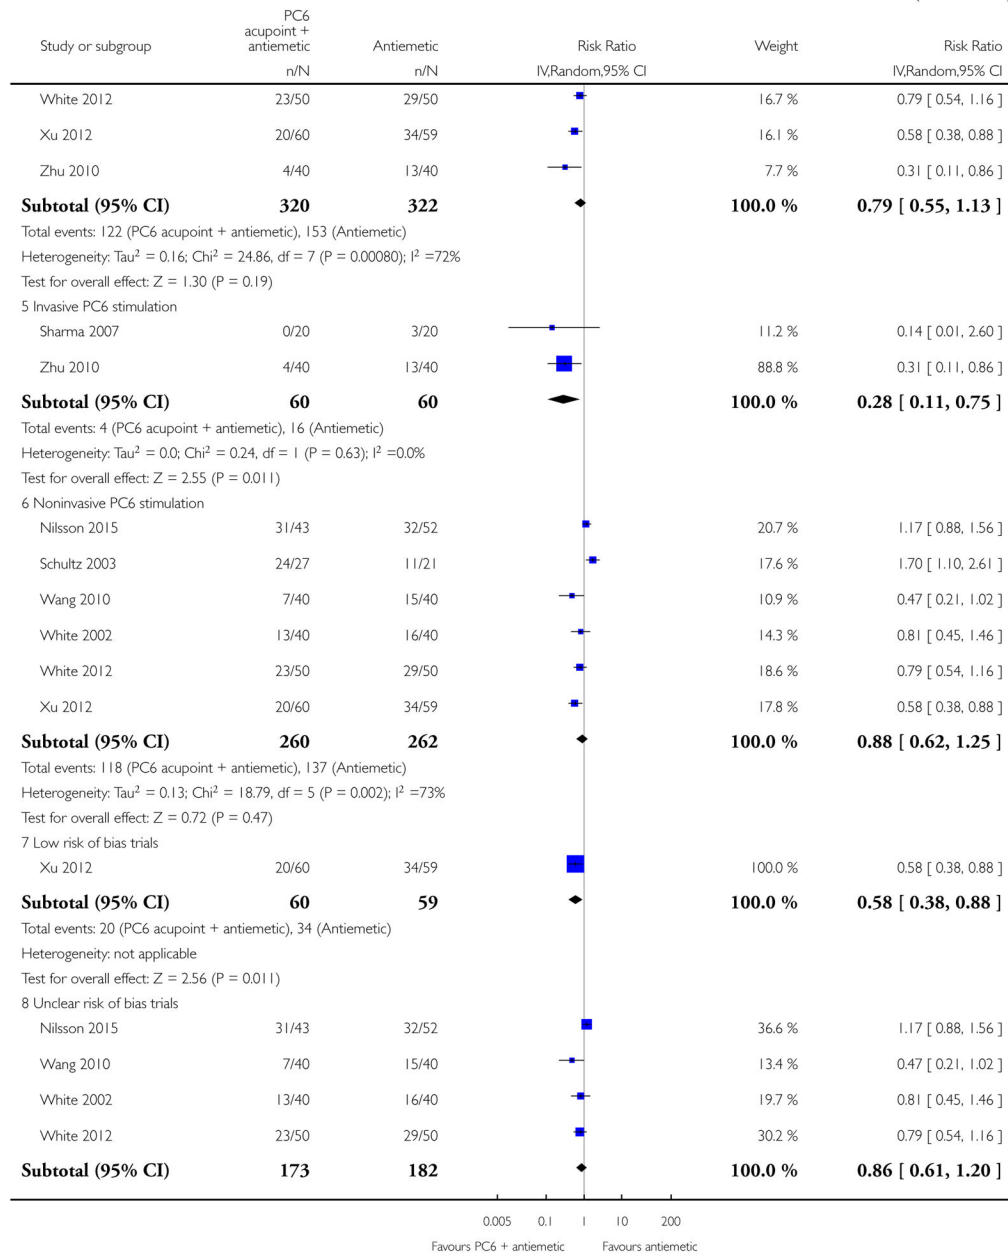 PC6
acupoint +
Study or subgroup antiemetic Antiemetic Risk Ratio Weight Risk Ratio
n/N n/N IV,Random,95% CI IV,Random,95% CI
White 2012 23/50 29/50 16.7 % 0.79 [ 0.54, 1.16 ]
Xu 2012 20/60 34/59 16.1 % 0.58 [ 0.38, 0.88 ]
Zhu 2010 4/40 13/40 7.7 % 0.31 [ 0.11, 0.86 ]
Subtotal (95% CI) 320 322 100.0 % 0.79 [ 0.55, 1.13 ]
Total events: 122 (PC6 acupoint + antiemetic), 153 (Antiemetic)
Heterogeneity: Tau² = 0.16; Chi² = 24.86, df = 7 (P = 0.00080); I² =72%
Test for overall effect: Z = 1.30 (P = 0.19)
5 Invasive PC6 stimulation
Sharma 2007 0/20 3/20 11.2 % 0.14 [ 0.01, 2.60 ]
Zhu 2010 4/40 13/40 88.8 % 0.31 [ 0.11, 0.86 ]
Subtotal (95% CI) 60 60 100.0 % 0.28 [ 0.11, 0.75 ]
Total events: 4 (PC6 acupoint + antiemetic), 16 (Antiemetic)
Heterogeneity: Tau² = 0.0; Chi² = 0.24, df = 1 (P = 0.63); I² =0.0%
Test for overall effect: Z = 2.55 (P = 0.011)
6 Noninvasive PC6 stimulation
Nilsson 2015 31/43 32/52 20.7 % 1.17 [ 0.88, 1.56 ]
Schultz 2003 24/27 11/21 17.6 % 1.70 [ 1.10, 2.61 ]
Wang 2010 7/40 15/40 10.9 % 0.47 [ 0.21, 1.02 ]
White 2002 13/40 16/40 14.3 % 0.81 [ 0.45, 1.46 ]
White 2012 23/50 29/50 18.6 % 0.79 [ 0.54, 1.16 ]
Xu 2012 20/60 34/59 17.8 % 0.58 [ 0.38, 0.88 ]
Subtotal (95% CI) 260 262 100.0 % 0.88 [ 0.62, 1.25 ]
Total events: 118 (PC6 acupoint + antiemetic), 137 (Antiemetic)
Heterogeneity: Tau² = 0.13; Chi² = 18.79, df = 5 (P = 0.002); I² =73%
Test for overall effect: Z = 0.72 (P = 0.47)
7 Low risk of bias trials
Xu 2012 20/60 34/59 100.0 % 0.58 [ 0.38, 0.88 ]
Subtotal (95% CI) 60 59 100.0 % 0.58 [ 0.38, 0.88 ]
Total events: 20 (PC6 acupoint + antiemetic), 34 (Antiemetic)
Heterogeneity: not applicable
Test for overall effect: Z = 2.56 (P = 0.011)
8 Unclear risk of bias trials
Nilsson 2015 31/43 32/52 36.6 % 1.17 [ 0.88, 1.56 ]
Wang 2010 7/40 15/40 13.4 % 0.47 [ 0.21, 1.02 ]
White 2002 13/40 16/40 19.7 % 0.81 [ 0.45, 1.46 ]
White 2012 23/50 29/50 30.2 % 0.79 [ 0.54, 1.16 ]
Subtotal (95% CI) 173 182 100.0 % 0.86 [ 0.61, 1.20 ]
0.005 0.1 1 10 200
Favours PC6 + antiemetic Favours antiemetic